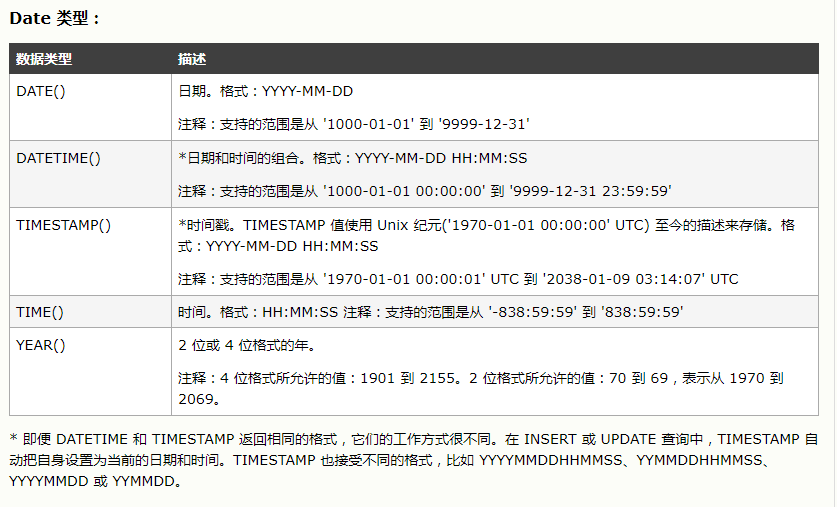 Date 类型：
数据类型 描述
DATE() 日期。格式：YYYY-MM-DD
注释：支持的范围是从 '1000-01-01' 到 '9999-12-31'
DATETIME() *日期和时间的组合。格式：YYYY-MM-DD HH:MM:SS
注释：支持的范围是从 '1000-01-01 00:00:00' 到 '9999-12-31 23:59:59'
TIMESTAMP() *时间戳。TIMESTAMP 值使用 Unix 纪元('1970-01-01 00:00:00' UTC) 至今的描述来存储。格
式：YYYY-MM-DD HH:MM:SS
注释：支持的范围是从 '1970-01-01 00:00:01' UTC 到 '2038-01-09 03:14:07' UTC
TIME() 时间。格式：HH:MM:SS 注释：支持的范围是从 '-838:59:59' 到 '838:59:59'
YEAR() 2 位或 4 位格式的年。
注释：4 位格式所允许的值：1901 到 2155。2 位格式所允许的值：70 到 69，表示从 1970 到
2069。
* 即便 DATETIME 和 TIMESTAMP 返回相同的格式，它们的工作方式很不同。在 INSERT 或 UPDATE 查询中，TIMESTAMP 自
动把自身设置为当前的日期和时间。TIMESTAMP 也接受不同的格式，比如 YYYYMMDDHHMMSS、YYMMDDHHMMSS、
YYYYMMDD 或 YYMMDD。